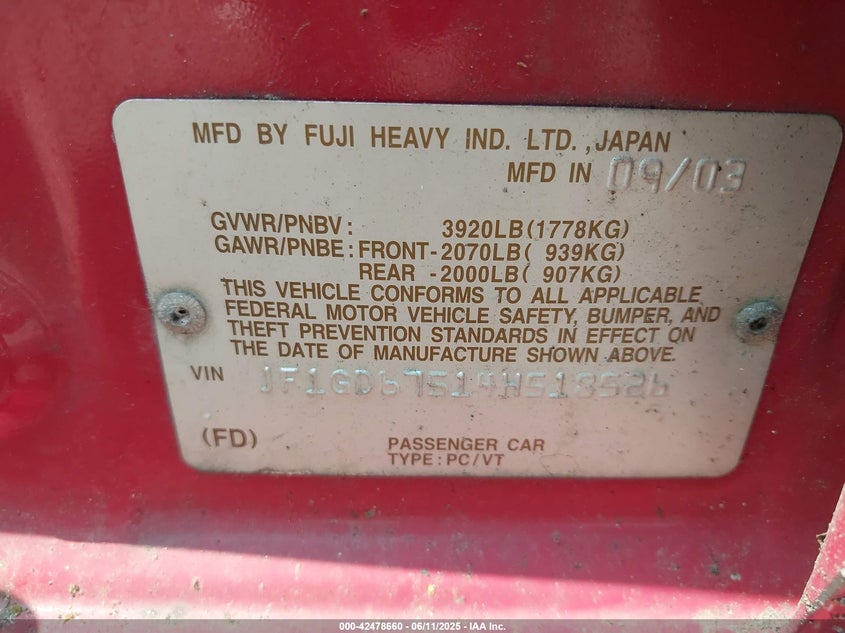 MFD BY FUJI HEAVY IND. LTD., JAPAN
MFD IN 09/03
GVWR/PNBV: 3920LB(1778KG)
GAWR/PNBE: FRONT-2070LB( 939KG)
REAR -2000LB( 907KG)
THIS VEHICLE CONFORMS TO ALL APPLICABLE
FEDERAL MOTOR VEHICLE SAFETY, BUMPER, AND
THEFT PREVENTION STANDARDS IN EFFECT ON
THE DATE OF MANUFACTURE SHOWN ABOVE.
VIN JF1GD67514H518526
(FD) PASSENGER CAR
TYPE: PC/VT
000-42478660 - 06/11/2025 - IAA Inc.